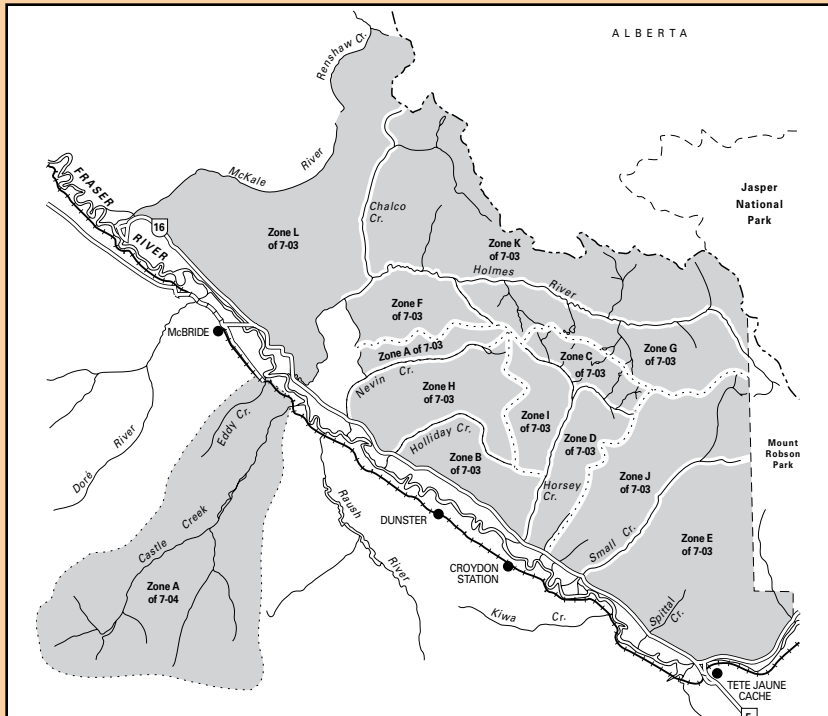 ALBERTA
Renshaw Cr.
McKale River
FRASER RIVER
16
Chalco
Cr.
Jasper
National
Park
Zone L
of 7-03
Zone K
of 7-03
Holmes River
Zone F
of 7-03
McBRIDE
Zone A of 7-03
Zone C
of 7-03
Zone G
of 7-03
Nevin Cr.
Zone H
of 7-03
Eddy Cr.
Zone I
of 7-03
Holliday Cr.
Zone D
of 7-03
Doré River
Zone B
of 7-03
Mount
Robson
Park
Zone J
of 7-03
Horsey
Cr.
Raush River
Castle Creek
DUNSTER
Small Cr.
Zone E
of 7-03
CROYDON
STATION
Zone A
of 7-04
Kiwa Cr.
Spittal
Cr.
TETE JAUNE
CACHE
5